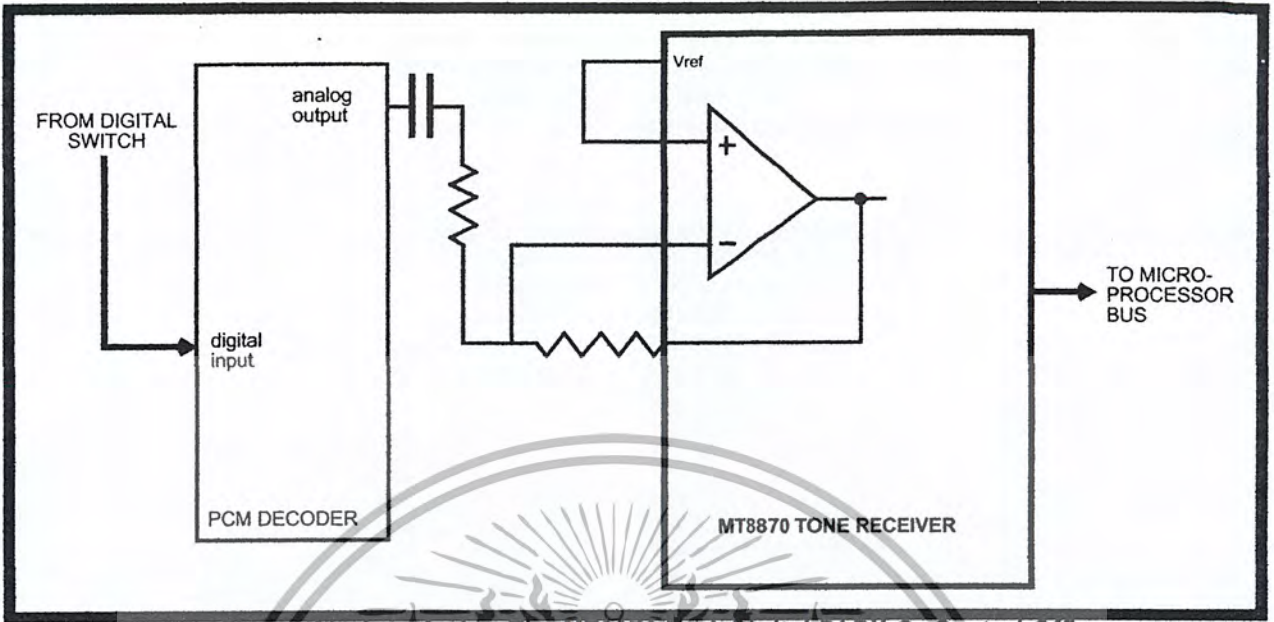 FROM DIGITAL
SWITCH
analog
output
digital
input
PCM DECODER
Vref
+
−
MT8870 TONE RECEIVER
TO MICRO-
PROCESSOR
BUS